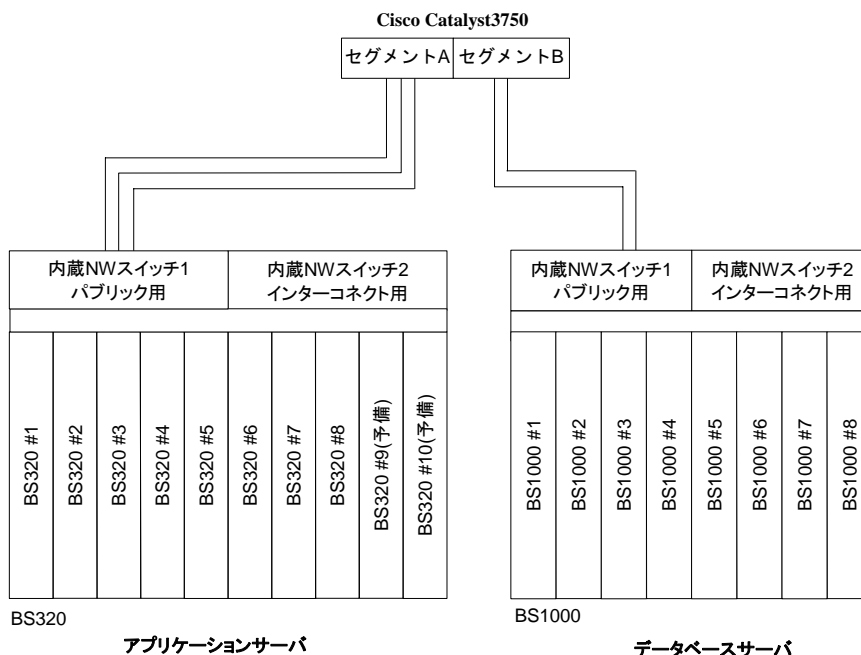 Cisco Catalyst3750
セグメントA
セグメントB
内蔵NWスイッチ1
パブリック用
内蔵NWスイッチ2
インターコネクト用
BS320 #1
BS320 #2
BS320 #3
BS320 #4
BS320 #5
BS320 #6
BS320 #7
BS320 #8
BS320 #9(予備)
BS320 #10(予備)
BS320
アプリケーションサーバ
内蔵NWスイッチ1
パブリック用
内蔵NWスイッチ2
インターコネクト用
BS1000 #1
BS1000 #2
BS1000 #3
BS1000 #4
BS1000 #5
BS1000 #6
BS1000 #7
BS1000 #8
BS1000
データベースサーバ